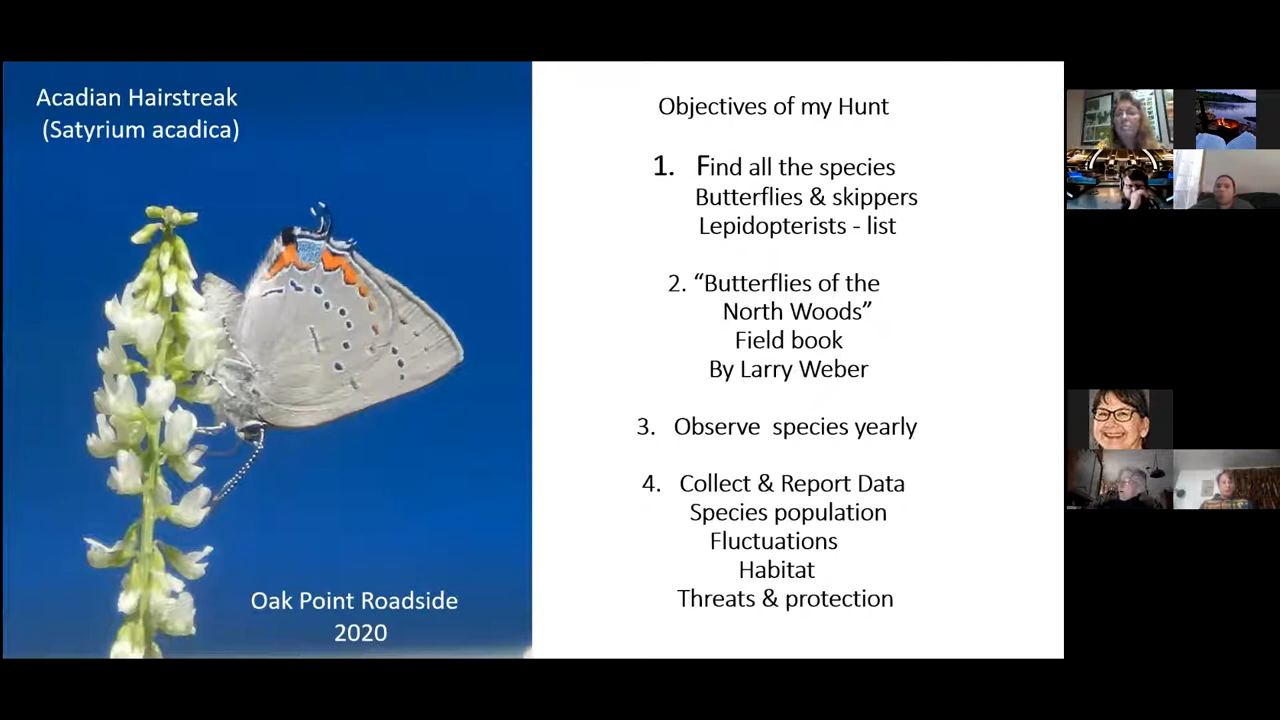 Acadian Hairstreak
(Satyrium acadica)
Oak Point Roadside
2020
Objectives of my Hunt
1. Find all the species
Butterflies & skippers
Lepidopterists - list
2. “Butterflies of the
North Woods”
Field book
By Larry Weber
3. Observe species yearly
4. Collect & Report Data
Species population
Fluctuations
Habitat
Threats & protection